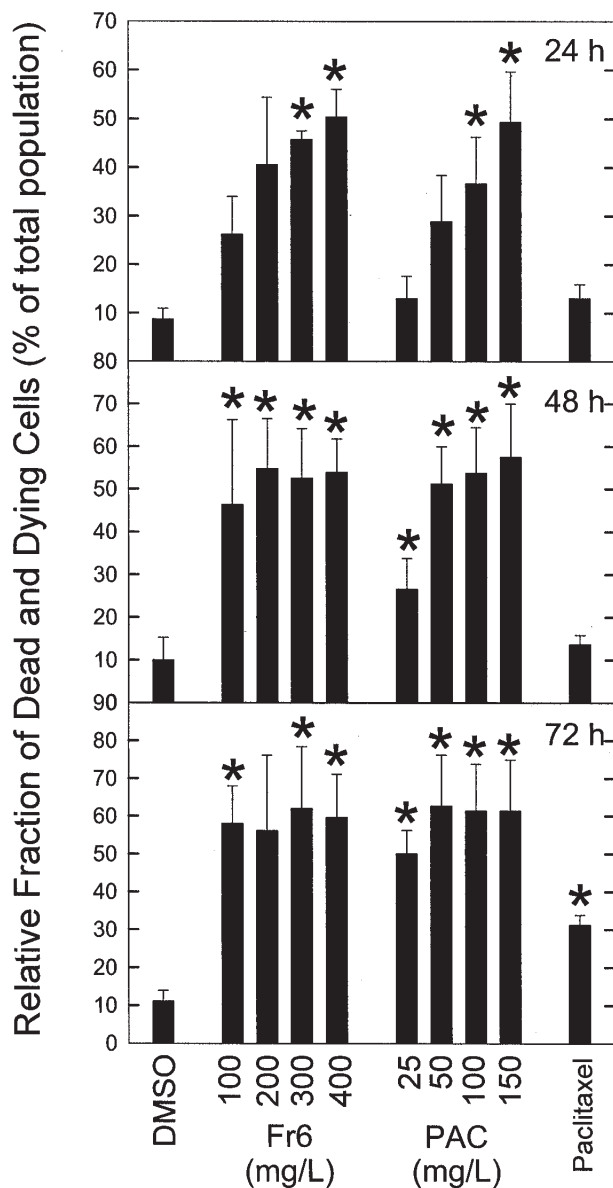 Relative Fraction of Dead and Dying Cells (% of total population)
70
60
50
40
30
20
10
80
* * * *
24 h
70
60
50
40
30
20
10
90
* * * * * * * *
48 h
80
70
60
50
40
30
20
10
0
* * * * * * * *
72 h
DMSO
100 200 300 400
25 50 100 150
Paclitaxel
Fr6 PAC
(mg/L) (mg/L)